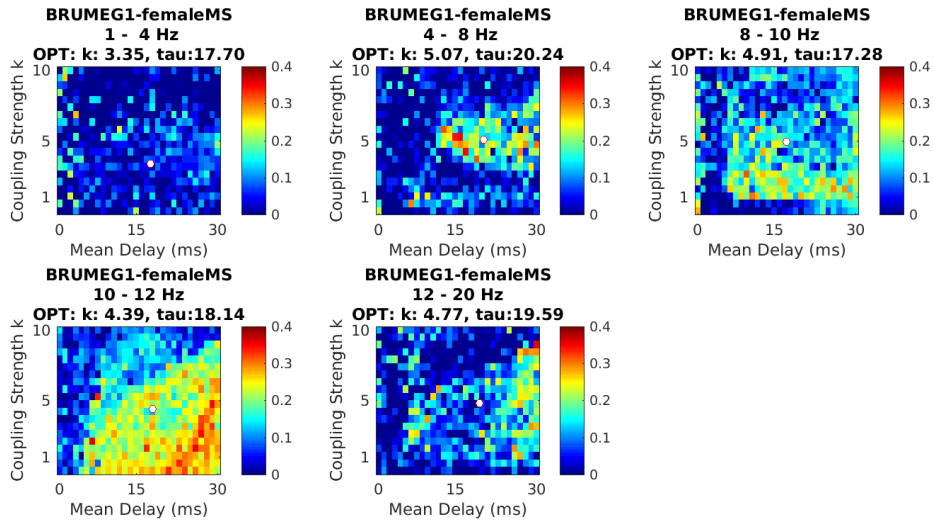 BRUMEG1-femaleMS
1 - 4 Hz
OPT: k: 3.35, tau:17.70
Coupling Strength k
10
5
1
0
15
30
Mean Delay (ms)
0.4
0.3
0.2
0.1
0
BRUMEG1-femaleMS
4 - 8 Hz
OPT: k: 5.07, tau:20.24
Coupling Strength k
10
5
1
0
15
30
Mean Delay (ms)
0.4
0.3
0.2
0.1
0
BRUMEG1-femaleMS
8 - 10 Hz
OPT: k: 4.91, tau:17.28
Coupling Strength k
10
5
1
0
15
30
Mean Delay (ms)
0.4
0.3
0.2
0.1
0
BRUMEG1-femaleMS
10 - 12 Hz
OPT: k: 4.39, tau:18.14
Coupling Strength k
10
5
1
0
15
30
Mean Delay (ms)
0.4
0.3
0.2
0.1
0
BRUMEG1-femaleMS
12 - 20 Hz
OPT: k: 4.77, tau:19.59
Coupling Strength k
10
5
1
0
15
30
Mean Delay (ms)
0.4
0.3
0.2
0.1
0